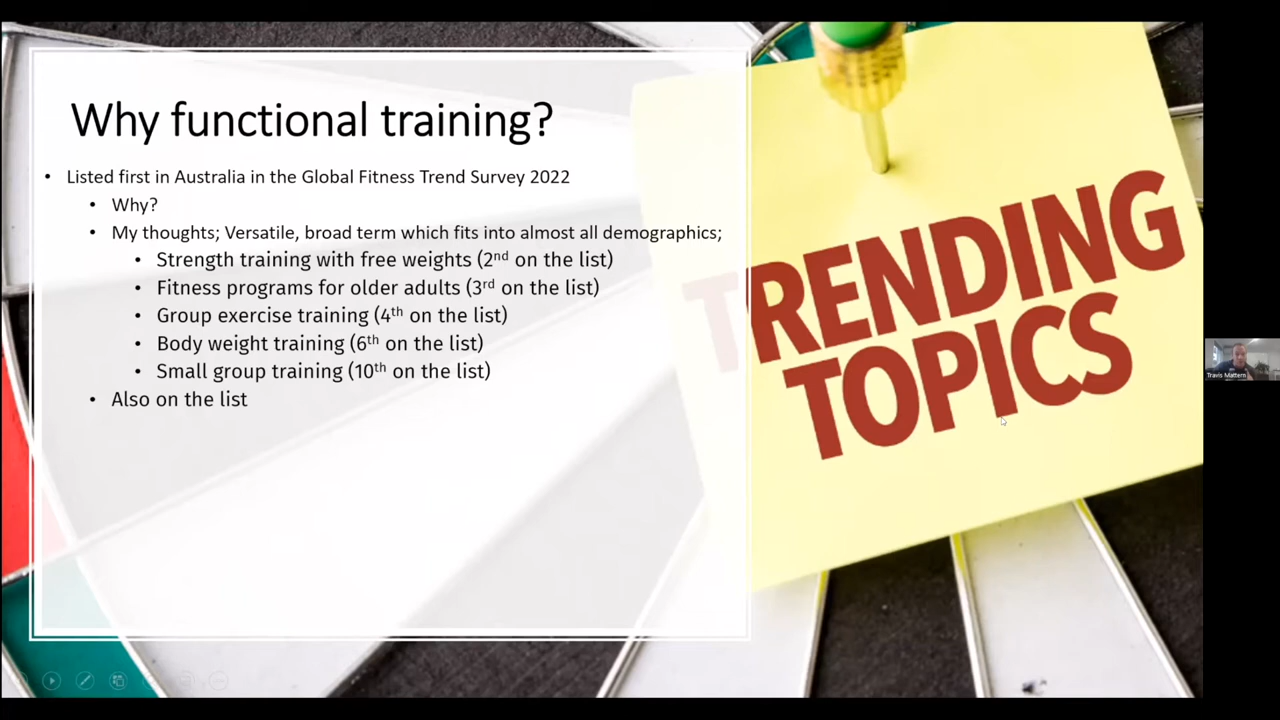 Why functional training?
• Listed first in Australia in the Global Fitness Trend Survey 2022
• Why?
• My thoughts; Versatile, broad term which fits into almost all demographics;
• Strength training with free weights (2nd on the list)
• Fitness programs for older adults (3rd on the list)
• Group exercise training (4th on the list)
• Body weight training (6th on the list)
• Small group training (10th on the list)
• Also on the list
TRENDING
TOPICS
Travis Mattern